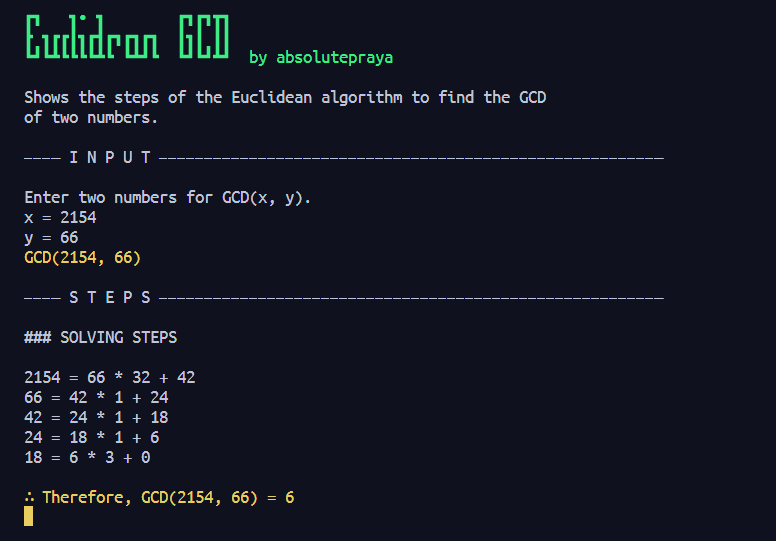 Euclidean GCD by absolutepraya
Shows the steps of the Euclidean algorithm to find the GCD
of two numbers.
──── I N P U T ────────────────────────────────────────────────────────
Enter two numbers for GCD(x, y).
x = 2154
y = 66
GCD(2154, 66)
──── S T E P S ────────────────────────────────────────────────────────
### SOLVING STEPS
2154 = 66 * 32 + 42
66 = 42 * 1 + 24
42 = 24 * 1 + 18
24 = 18 * 1 + 6
18 = 6 * 3 + 0
∴ Therefore, GCD(2154, 66) = 6